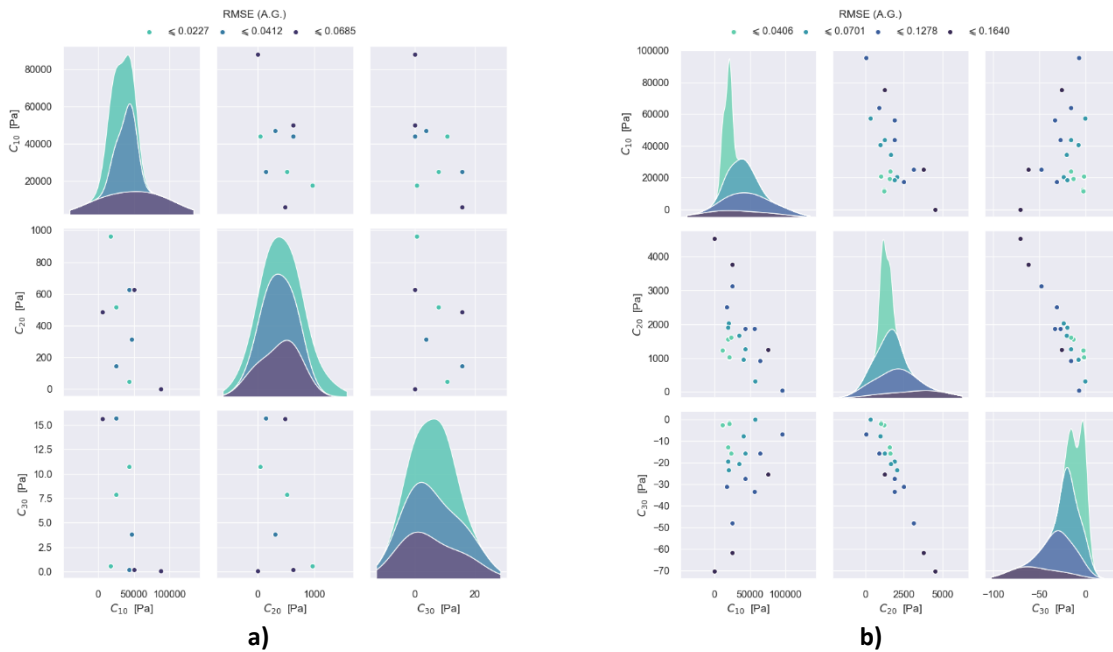 RMSE (A.G.)
⩽ 0.0227 ⩽ 0.0412 ⩽ 0.0685
C10 [Pa]
80000
60000
40000
20000
C20 [Pa]
1000
800
600
400
200
0
C30 [Pa]
15.0
12.5
10.0
7.5
5.0
2.5
0.0
0 50000 100000
C10 [Pa]
0 1000
C20 [Pa]
0 20
C30 [Pa]
a)
RMSE (A.G.)
⩽ 0.0406 ⩽ 0.0701 ⩽ 0.1278 ⩽ 0.1640
C10 [Pa]
100000
80000
60000
40000
20000
0
C20 [Pa]
4000
3000
2000
1000
0
C30 [Pa]
0
−10
−20
−30
−40
−50
−60
−70
0 50000 100000
C10 [Pa]
0 2500 5000
C20 [Pa]
−100 −50 0
C30 [Pa]
b)